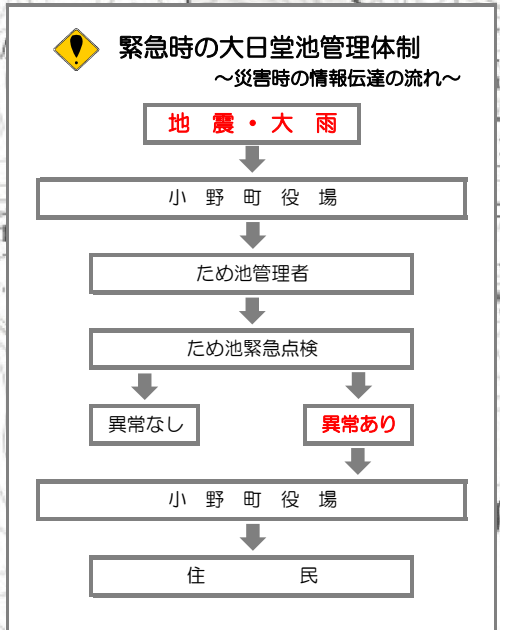 緊急時の大日堂池管理体制
～災害時の情報伝達の流れ～
地　震・大　雨
小　野　町　役　場
ため池管理者
ため池緊急点検
異常なし　異常あり
小　野　町　役　場
住　　　　民